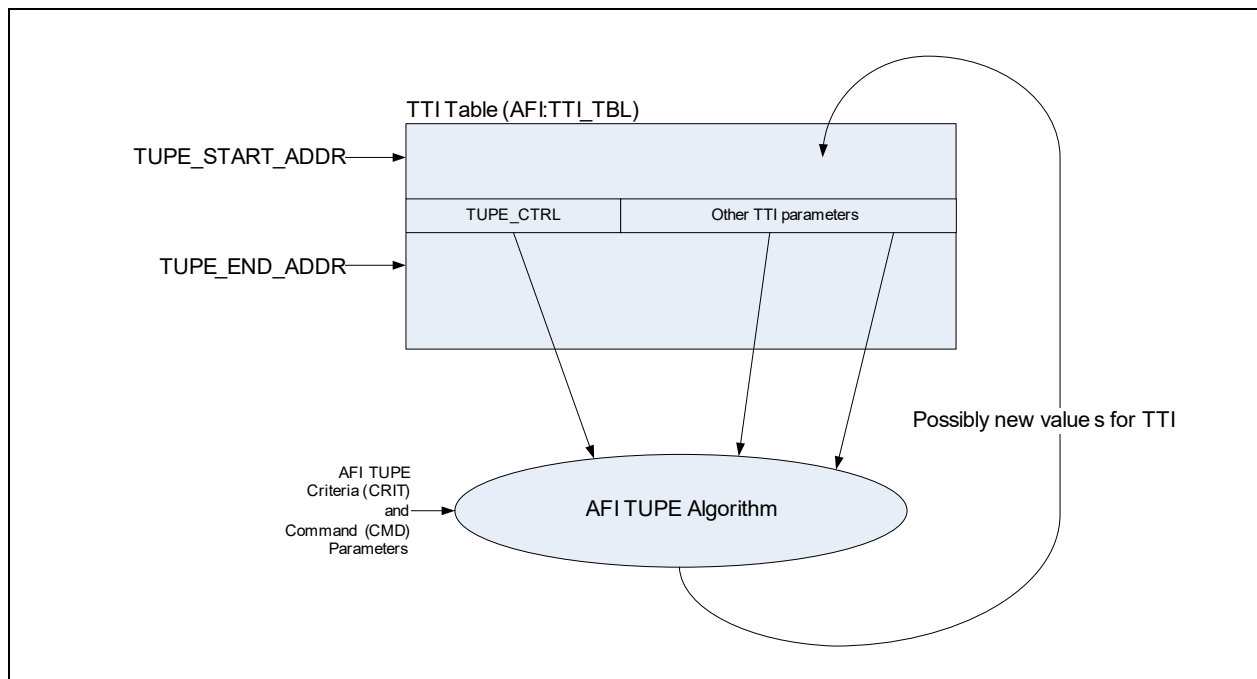 TTI Table (AFI:TTI_TBL)
TUPE_START_ADDR
TUPE_CTRL
Other TTI parameters
TUPE_END_ADDR
Possibly new value s for TTI
AFI TUPE
Criteria (CRIT)
and
Command (CMD)
Parameters
AFI TUPE Algorithm